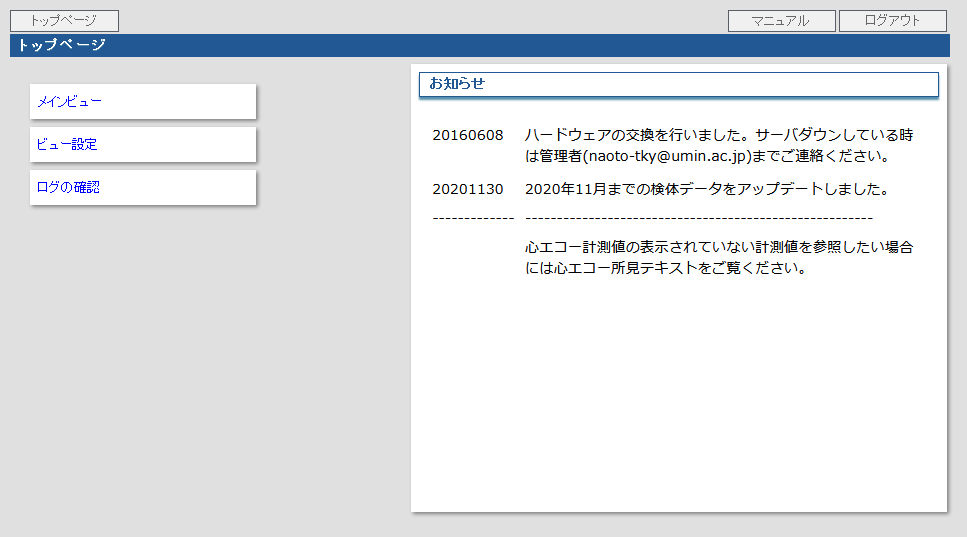 トップページ
マニュアル
ログアウト
トップページ
メインビュー
ビュー設定
ログの確認
お知らせ
20160608 ハードウェアの交換を行いました。サーバダウンしている時
は管理者(naoto-tky@umin.ac.jp)までご連絡ください。
20201130 2020年11月までの検体データをアップデートしました。
------------- -------------------------------------------------------
心エコー計測値の表示されていない計測値を参照したい場合
には心エコー所見テキストをご覧ください。